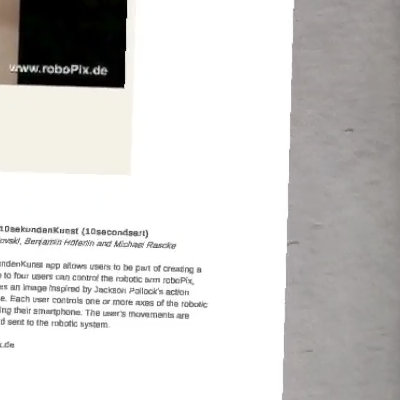 www.roboPix.de
10sekundenKunst (10secondsart)
ovski, Benjamin Höferlin and Michael Raschke
ndenKunst app allows users to be part of creating a
to four users can control the robotic arm roboPix,
es an image inspired by Jackson Pollock's action
e. Each user controls one or more axes of the robotic
ing their smartphone. The user's movements are
d sent to the robotic system.
.de